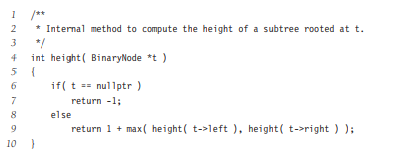 1 /**
2 * Internal method to compute the height of a subtree rooted at t.
3 */
4 int height( BinaryNode *t )
5 {
6 if( t == nullptr )
7 return -1;
8 else
9 return 1 + max( height( t->left ), height( t->right ) );
10 }